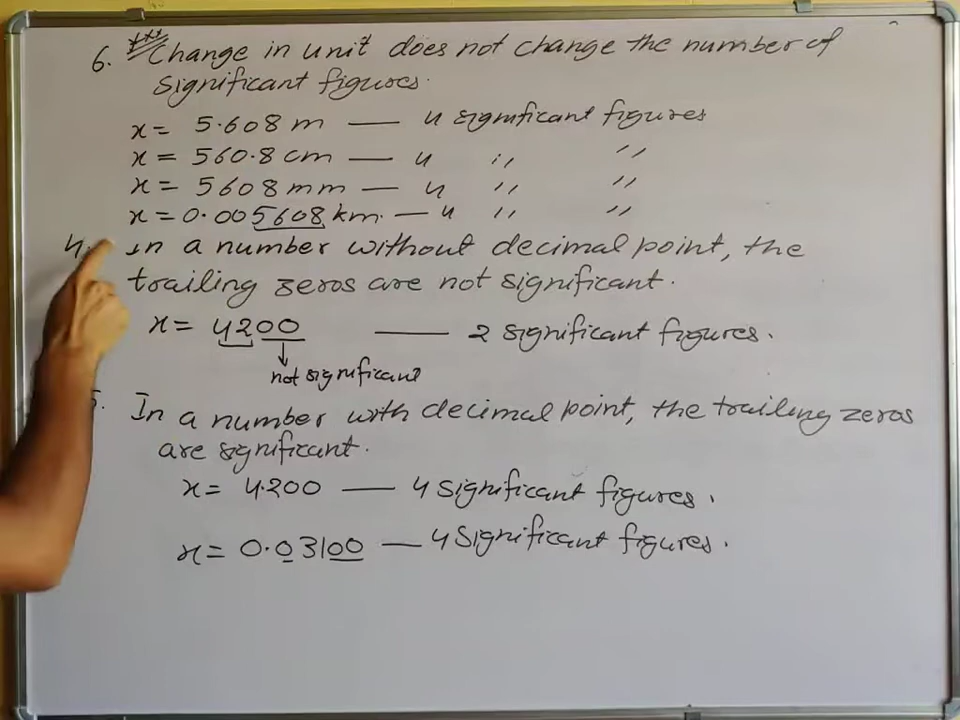 6. *** Change in unit does not change the number of
significant figures.
x = 5.608 m — 4 significant figures
x = 560.8 cm — 4 '' ''
x = 5608 mm — 4 '' ''
x = 0.005608 km. — 4 '' ''
4. In a number without decimal point, the
trailing zeros are not significant.
x = 4200 — 2 significant figures.
not significant
5. In a number with decimal point, the trailing zeros
are significant.
x = 4.200 — 4 significant figures.
x = 0.03100 — 4 significant figures.